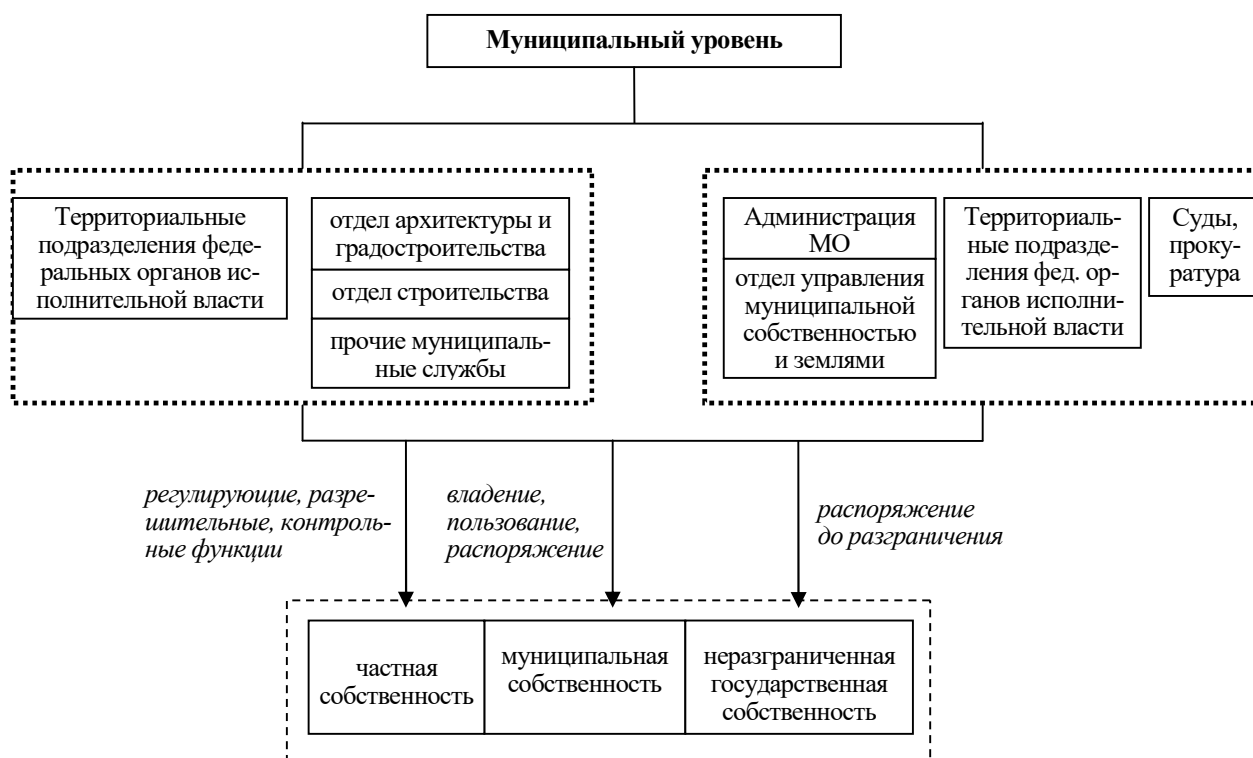 Муниципальный уровень
Территориальные
подразделения феде-
ральных органов ис-
полнительной власти
отдел архитектуры и
градостроительства
отдел строительства
прочие муниципаль-
ные службы
Администрация
МО
отдел управления
муниципальной
собственностью
и землями
Территориаль-
ные подразде-
ления фед. ор-
ганов исполни-
тельной власти
Суды,
проку-
ратура
регулирующие, разре-
шительные, контроль-
ные функции
владение,
пользование,
распоряжение
распоряжение
до разграничения
частная
собственность
муниципальная
собственность
неразграниченная
государственная
собственность